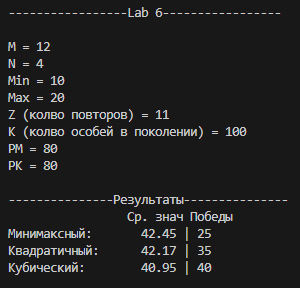 -----------------Lab 6-----------------
M = 12
N = 4
Min = 10
Max = 20
Z (колво повторов) = 11
K (колво особей в поколении) = 100
PM = 80
PK = 80
---------------Результаты---------------
Ср. знач Победы
Минимаксный: 42.45 | 25
Квадратичный: 42.17 | 35
Кубический: 40.95 | 40